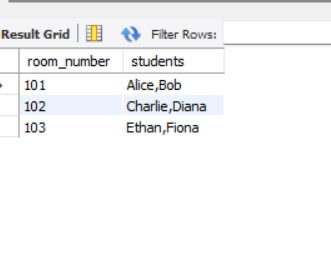 Result Grid Filter Rows:
room_number students
101 Alice,Bob
102 Charlie,Diana
103 Ethan,Fiona